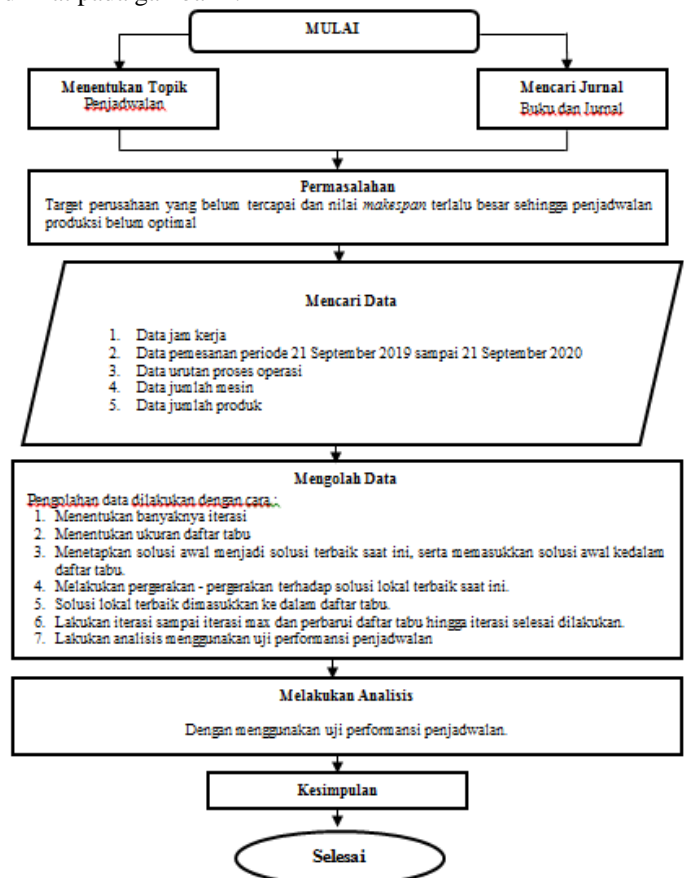 MULAI
Menentukan Topik
Penjadwalan
Mencari Jurnal
Buku dan Jurnal
Permasalahan
Target perusahaan yang belum tercapai dan nilai makespan terlalu besar sehingga penjadwalan
produksi belum optimal
Mencari Data
1. Data jam kerja
2. Data pemesanan periode 21 September 2019 sampai 21 September 2020
3. Data urutan proses operasi
4. Data jumlah mesin
5. Data jumlah produk
Mengolah Data
Pengolahan data dilakukan dengan cara :
1. Menentukan banyaknya iterasi
2. Menentukan ukuran daftar tabu
3. Menetapkan solusi awal menjadi solusi terbaik saat ini, serta memasukkan solusi awal kedalam
daftar tabu.
4. Melakukan pergerakan - pergerakan terhadap solusi lokal terbaik saat ini.
5. Solusi lokal terbaik dimasukkan ke dalam daftar tabu.
6. Lakukan iterasi sampai iterasi max dan perbarui daftar tabu hingga iterasi selesai dilakukan.
7. Lakukan analisis menggunakan uji performansi penjadwalan
Melakukan Analisis
Dengan menggunakan uji performansi penjadwalan.
Kesimpulan
Selesai